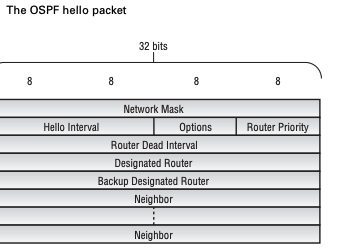 The OSPF hello packet
32 bits
8 8 8 8
Network Mask
Hello Interval Options Router Priority
Router Dead Interval
Designated Router
Backup Designated Router
Neighbor
Neighbor